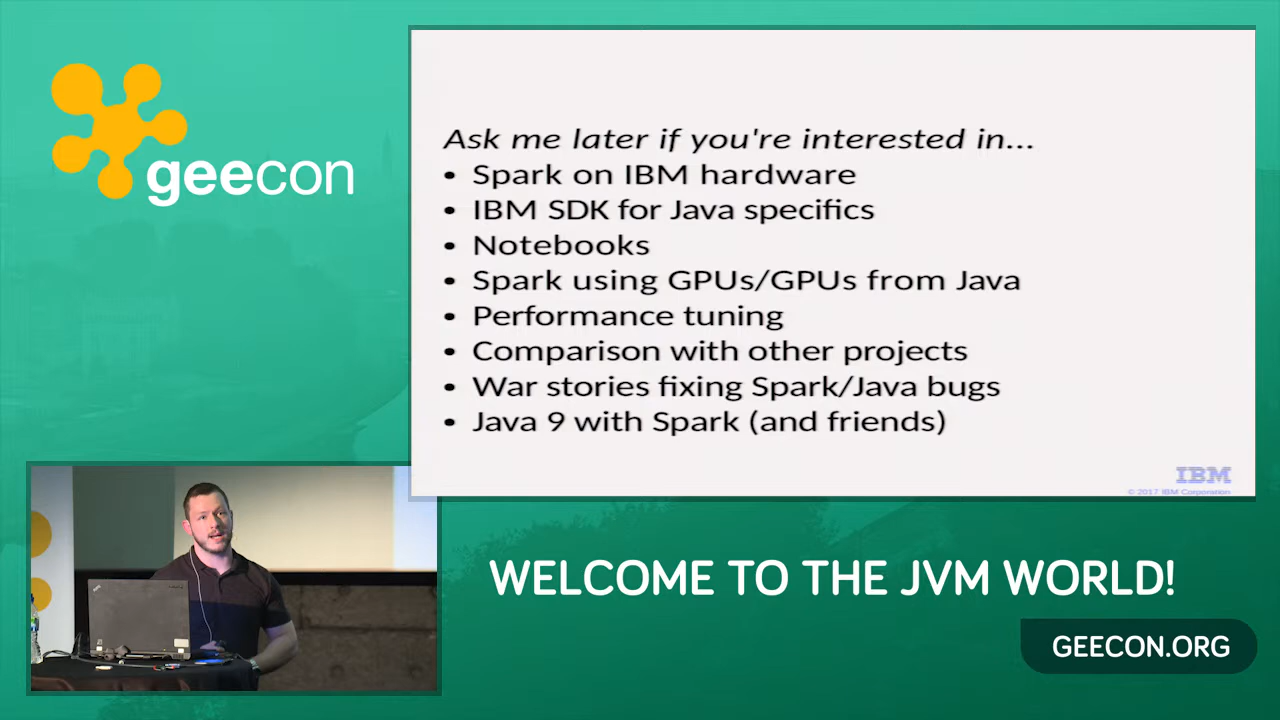 geecon
Ask me later if you're interested in...
• Spark on IBM hardware
• IBM SDK for Java specifics
• Notebooks
• Spark using GPUs/GPUs from Java
• Performance tuning
• Comparison with other projects
• War stories fixing Spark/Java bugs
• Java 9 with Spark (and friends)
IBM
© 2017 IBM Corporation
WELCOME TO THE JVM WORLD!
GEECON.ORG